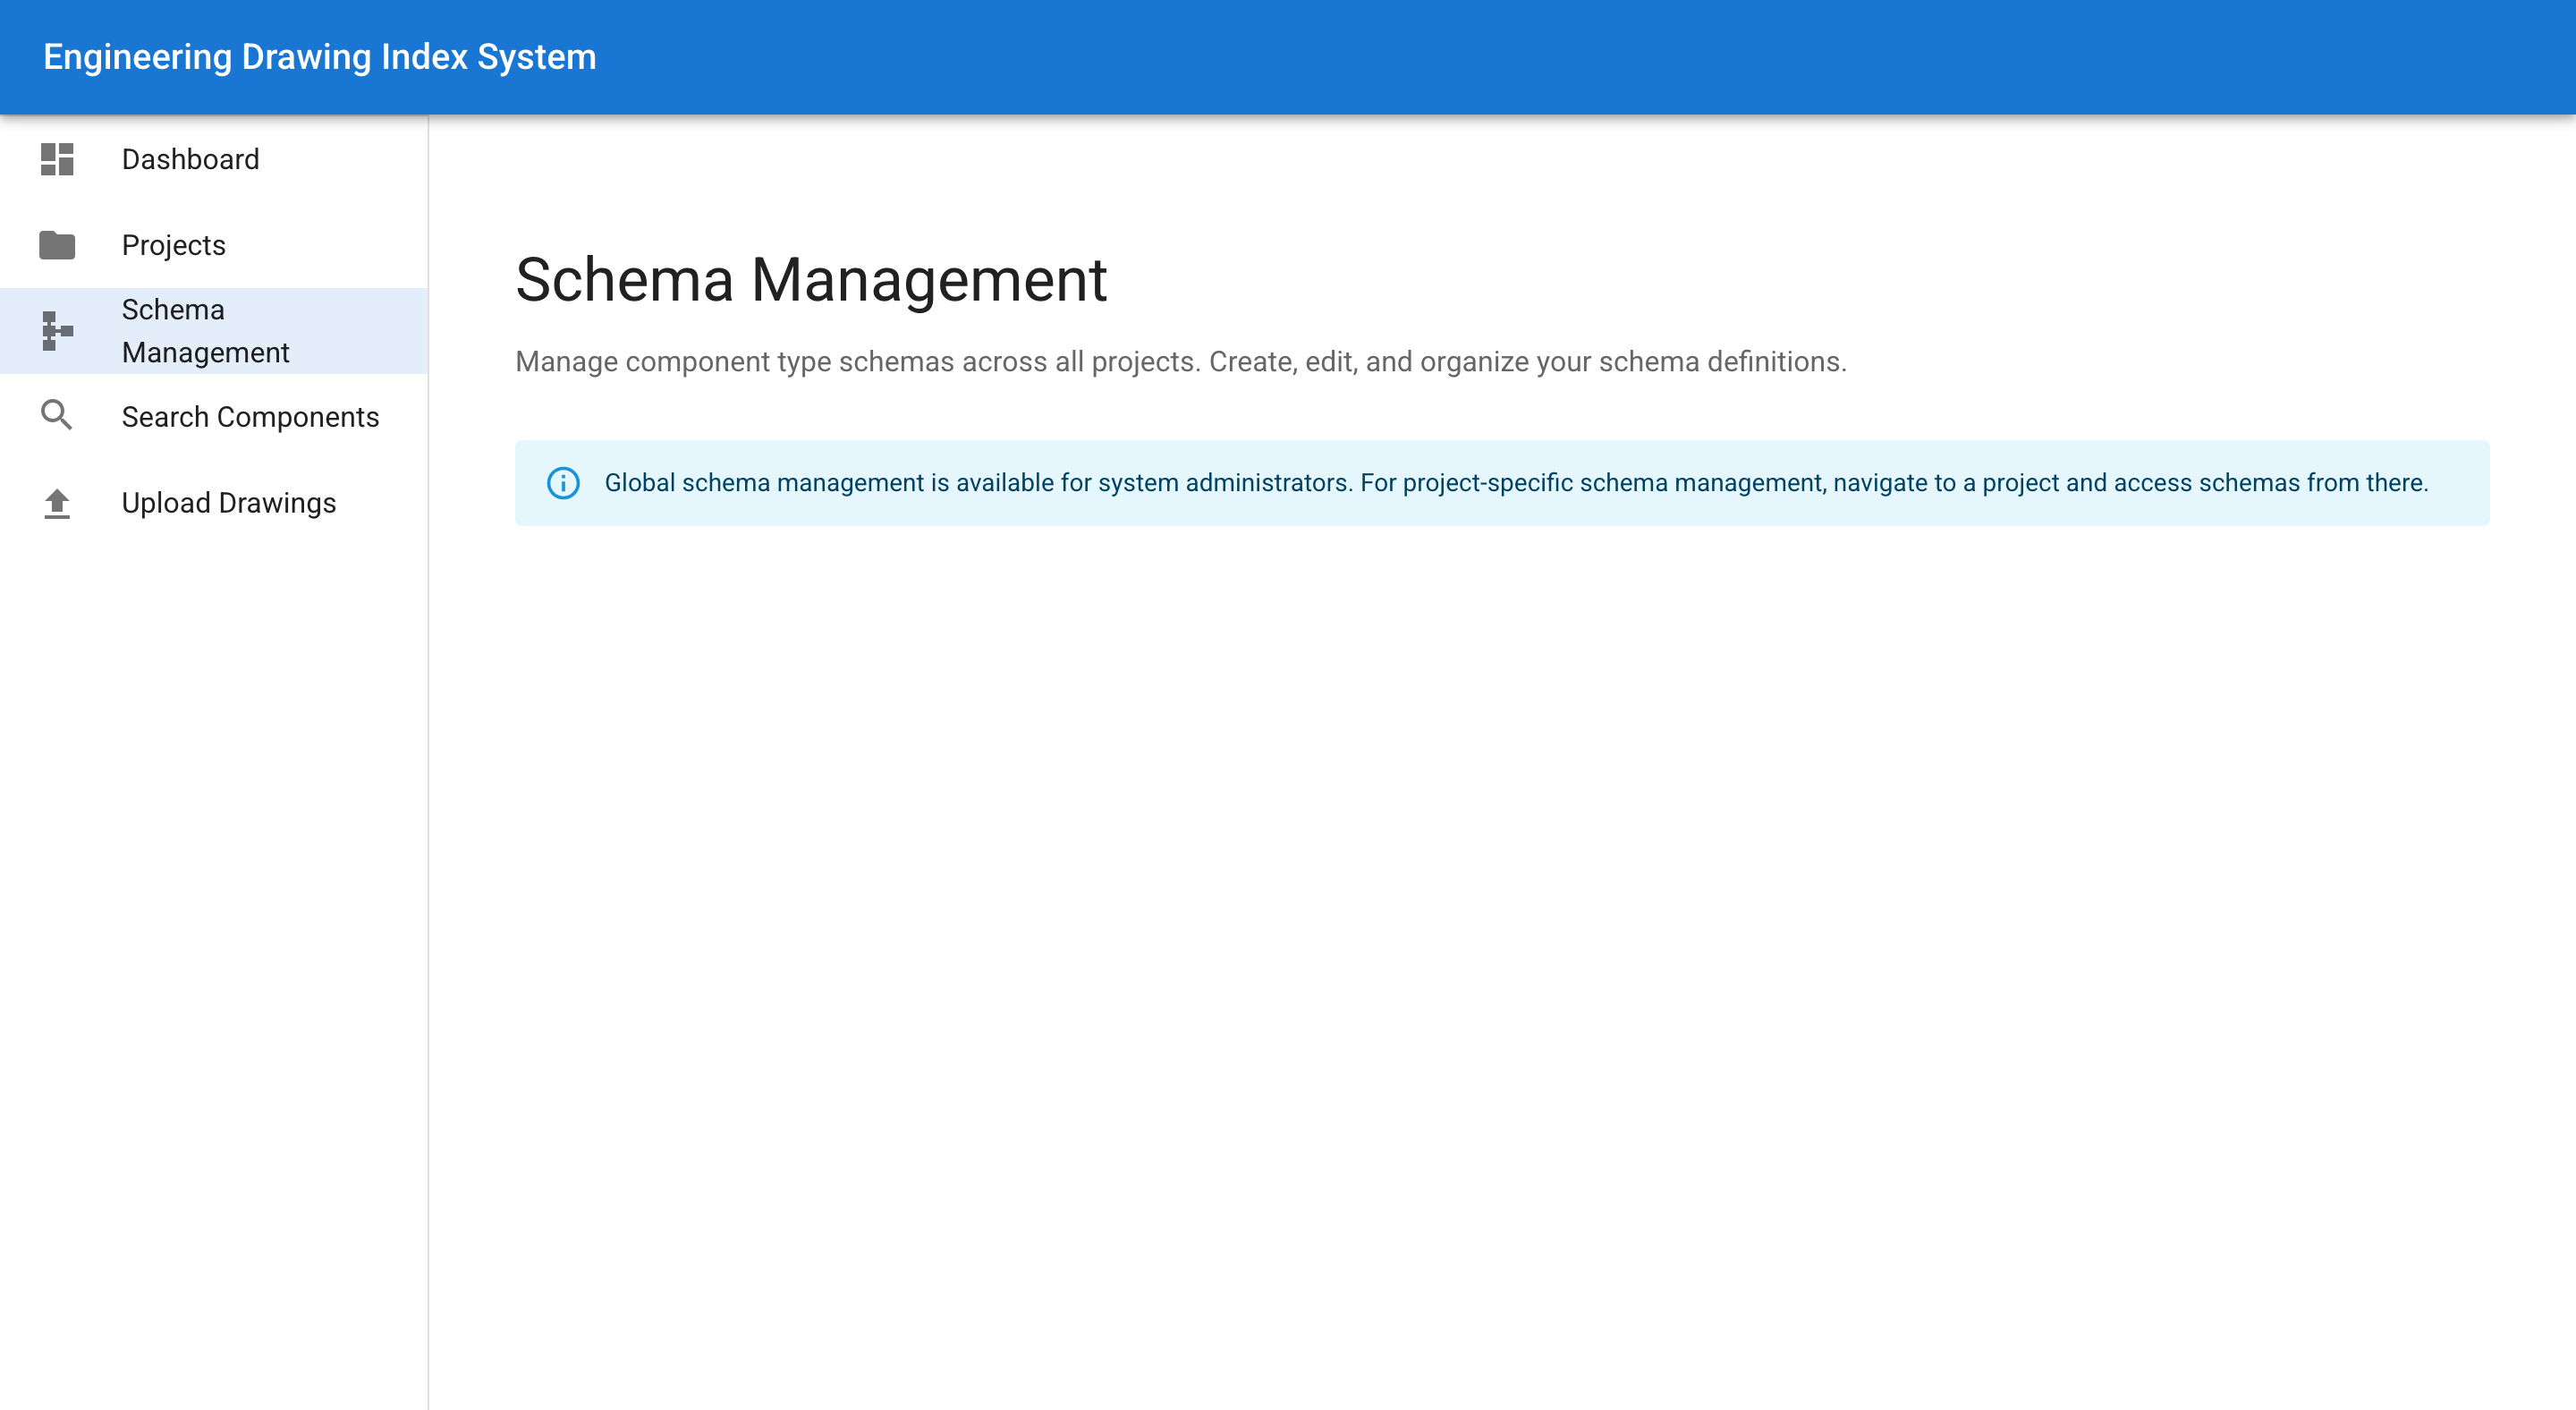 Engineering Drawing Index System
Dashboard
Projects
Schema
Management
Search Components
Upload Drawings
Schema Management
Manage component type schemas across all projects. Create, edit, and organize your schema definitions.
Global schema management is available for system administrators. For project-specific schema management, navigate to a project and access schemas from there.